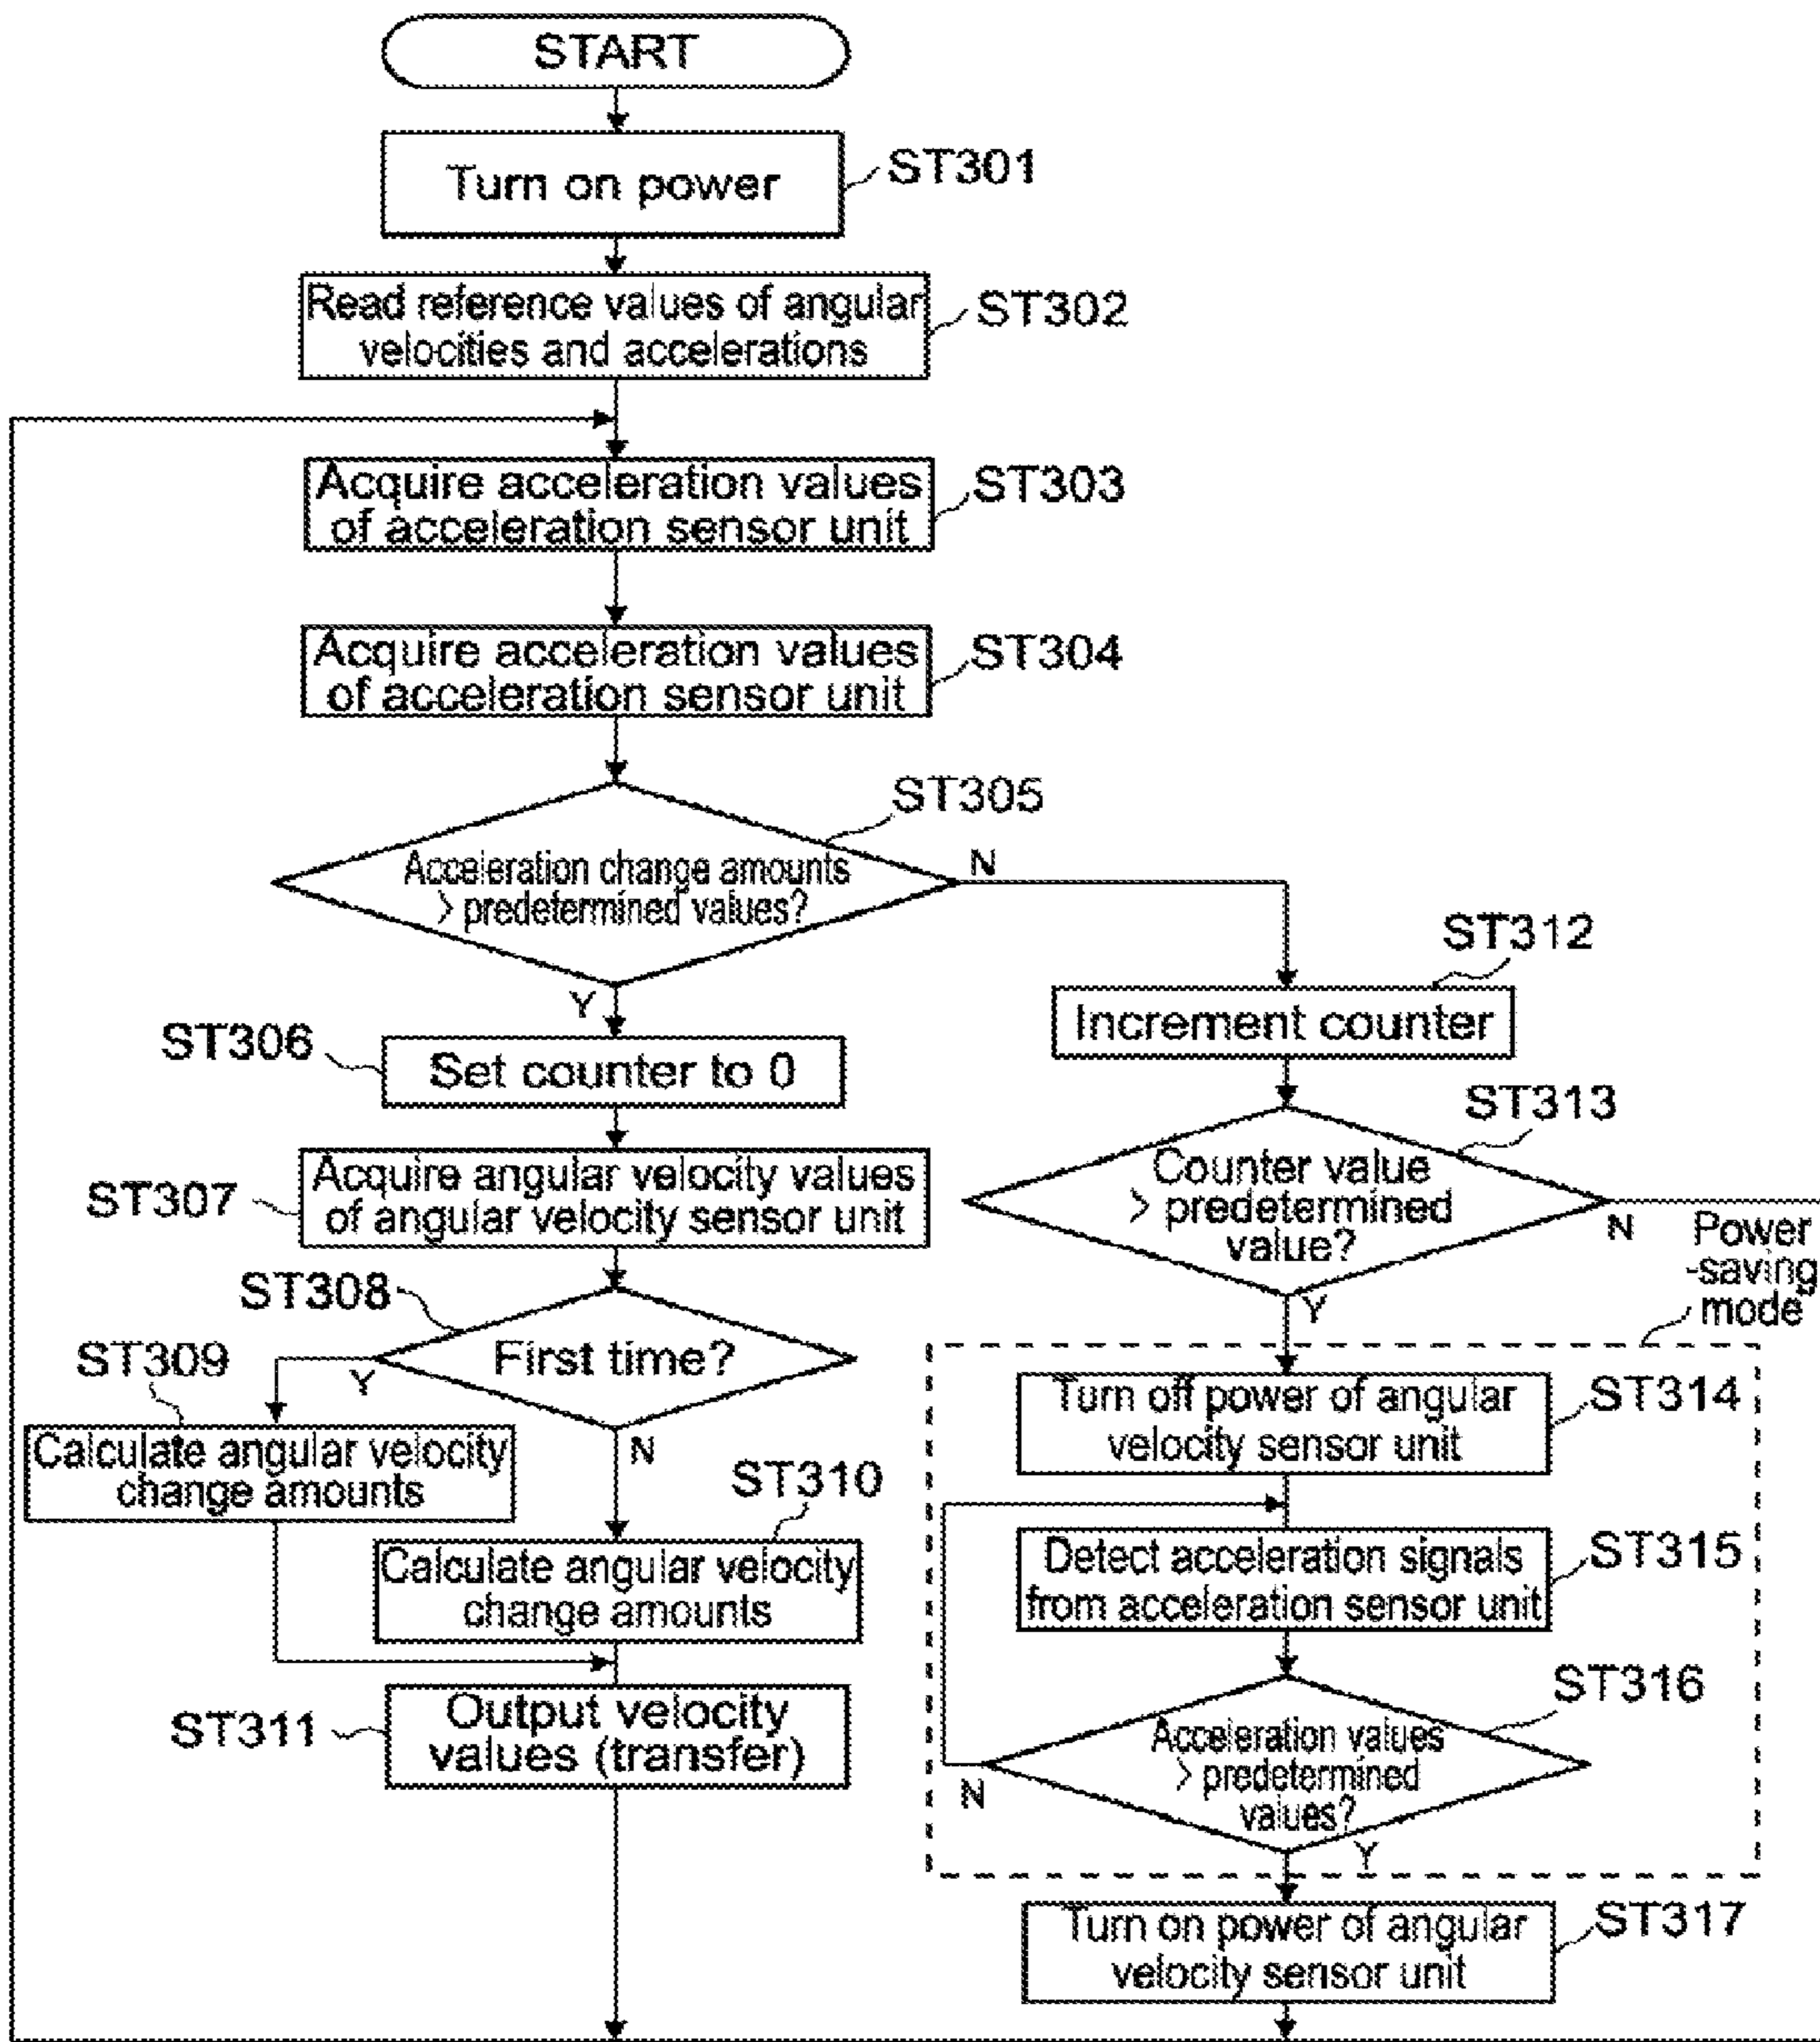 START
Turn on power
ST301
Read reference values of angular
velocities and accelerations
ST302
Acquire acceleration values
of acceleration sensor unit
ST303
Acquire acceleration values
of acceleration sensor unit
ST304
ST305
Acceleration change amounts
> predetermined values?
N
Y
ST306
Set counter to 0
ST307
Acquire angular velocity values
of angular velocity sensor unit
ST308
First time?
Y
N
ST309
Calculate angular velocity
change amounts
ST310
Calculate angular velocity
change amounts
ST311
Output velocity
values (transfer)
ST312
Increment counter
ST313
Counter value
> predetermined
value?
N
Y
Power
-saving
mode
Turn off power of angular
velocity sensor unit
ST314
Detect acceleration signals
from acceleration sensor unit
ST315
ST316
Acceleration values
> predetermined
values?
N
Y
Turn on power of angular
velocity sensor unit
ST317